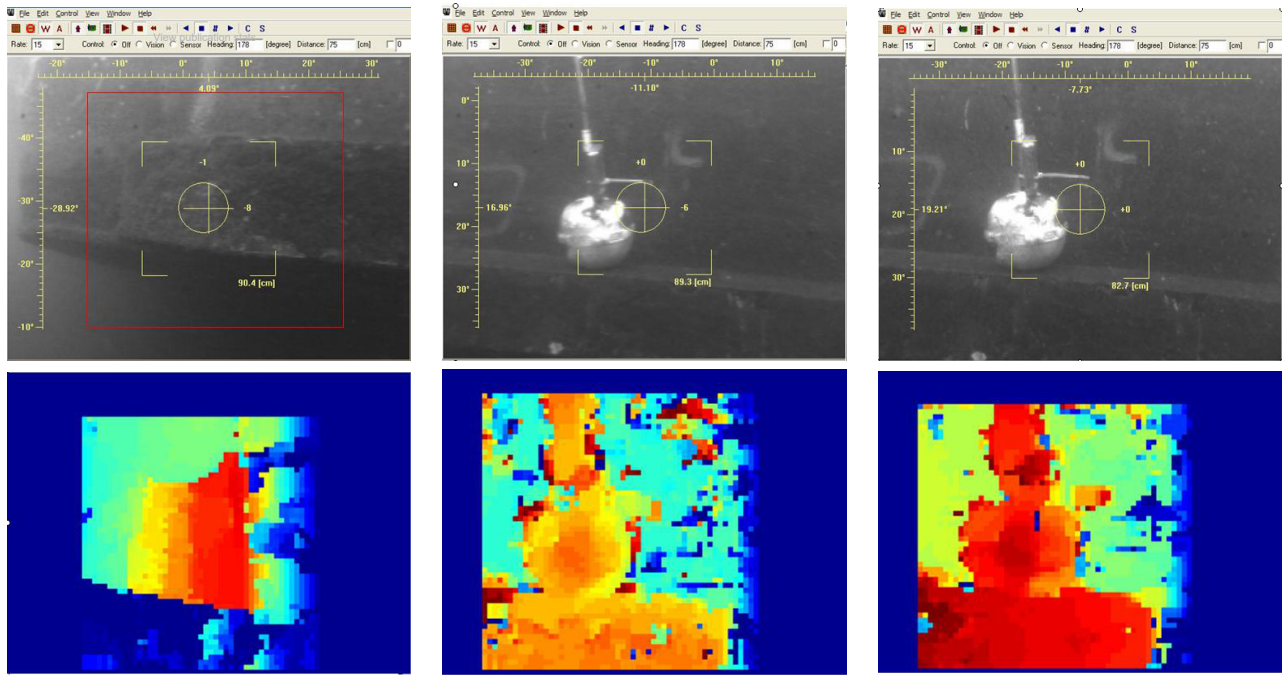 File Edit Control View Window Help
W A # C S
View publication stats
Rate: 15 Control: Off Vision Sensor Heading: 178 [degree] Distance: 75 [cm] 0
-20° -10° 0° 10° 20° 30°
4.09°
-40°
-1
-30° -28.92° -8
-20°
90.4 [cm]
-10°
File Edit Control View Window Help
W A # C S
Rate: 15 Control: Off Vision Sensor Heading: 178 [degree] Distance: 75 [cm] 0
-30° -20° -10° 0°
-11.10°
0°
10° +0
16.96° -6
20°
30° 89.3 [cm]
File Edit Control View Window Help
W A # C S
Rate: 15 Control: Off Vision Sensor Heading: 178 [degree] Distance: 75 [cm] 0
-30° -20° -10° 0° 10°
-7.73°
10° +0
20° 19.21° +0
30° 82.7 [cm]